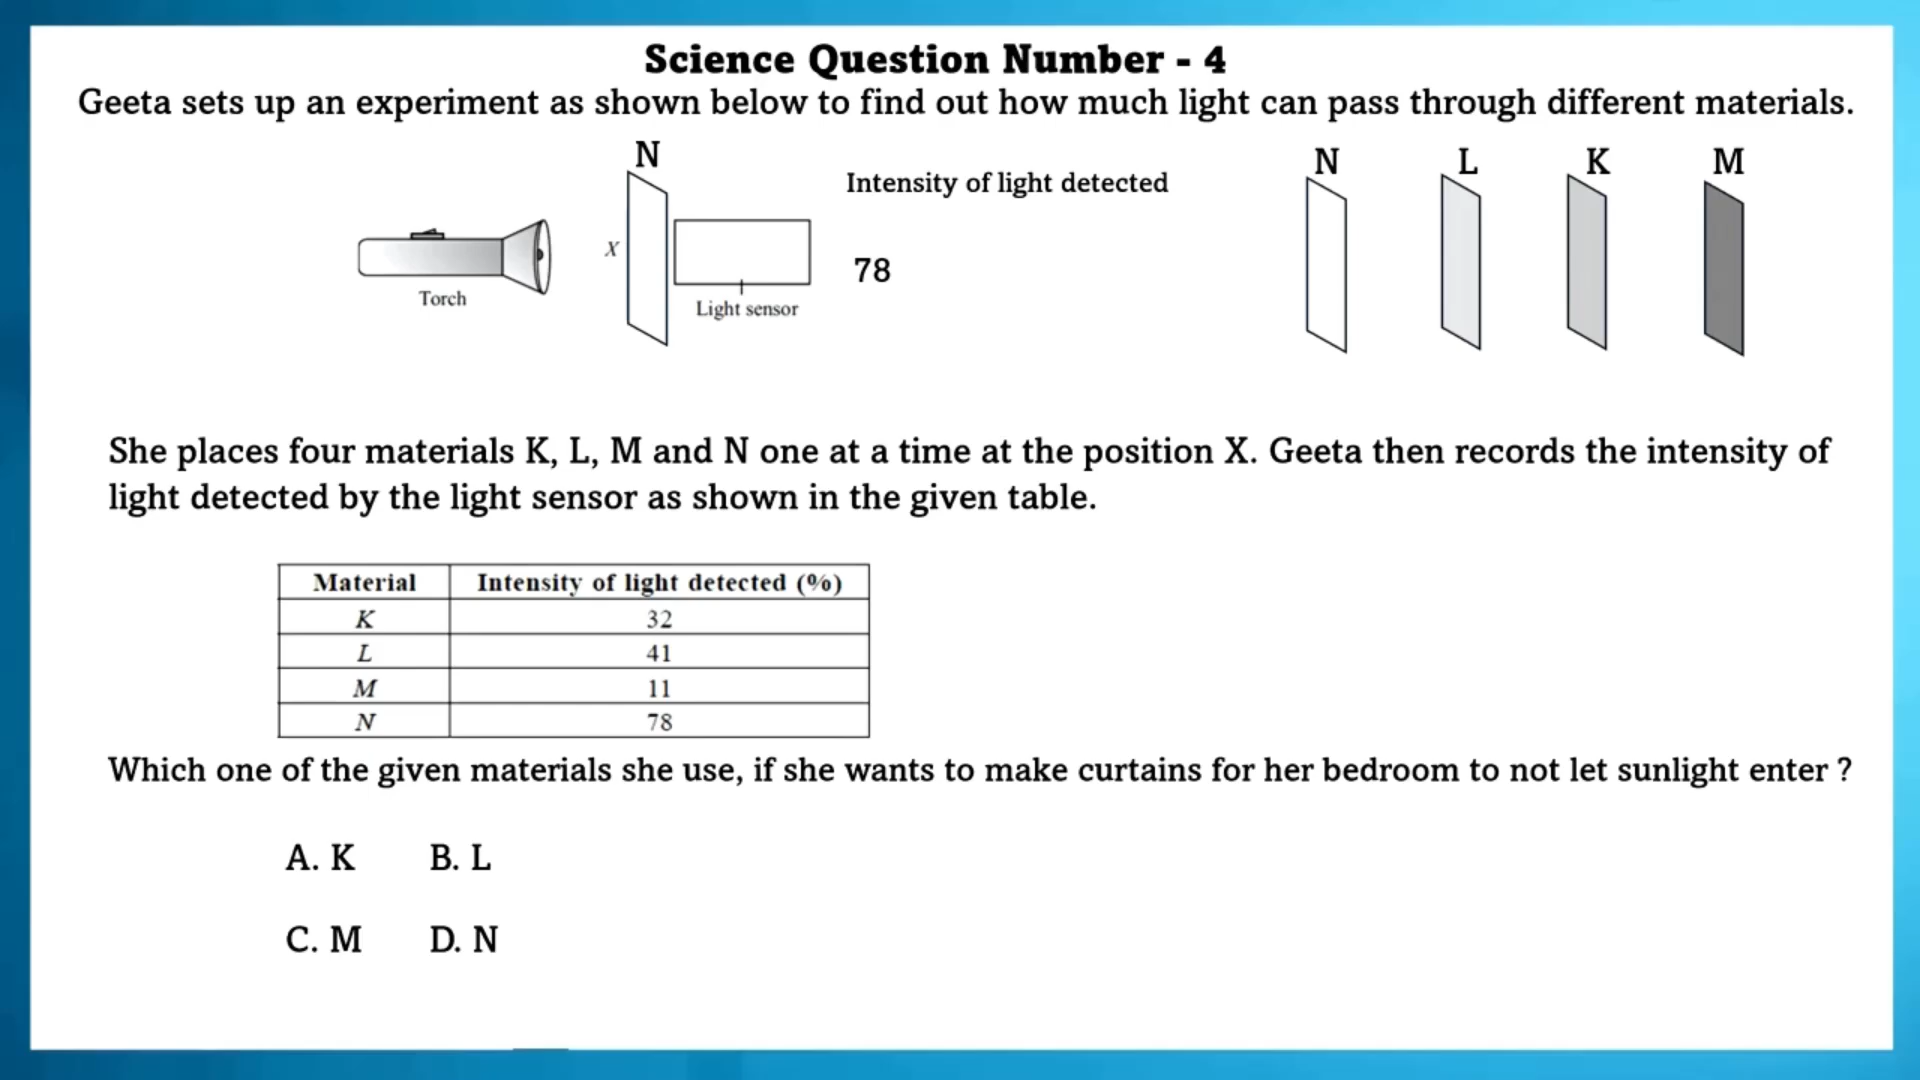 Science Question Number - 4
Geeta sets up an experiment as shown below to find out how much light can pass through different materials.
N
Intensity of light detected
N L K M
X
78
Torch
Light sensor
She places four materials K, L, M and N one at a time at the position X. Geeta then records the intensity of
light detected by the light sensor as shown in the given table.
Material Intensity of light detected (%)
K 32
L 41
M 11
N 78
Which one of the given materials she use, if she wants to make curtains for her bedroom to not let sunlight enter ?
A. K B. L
C. M D. N